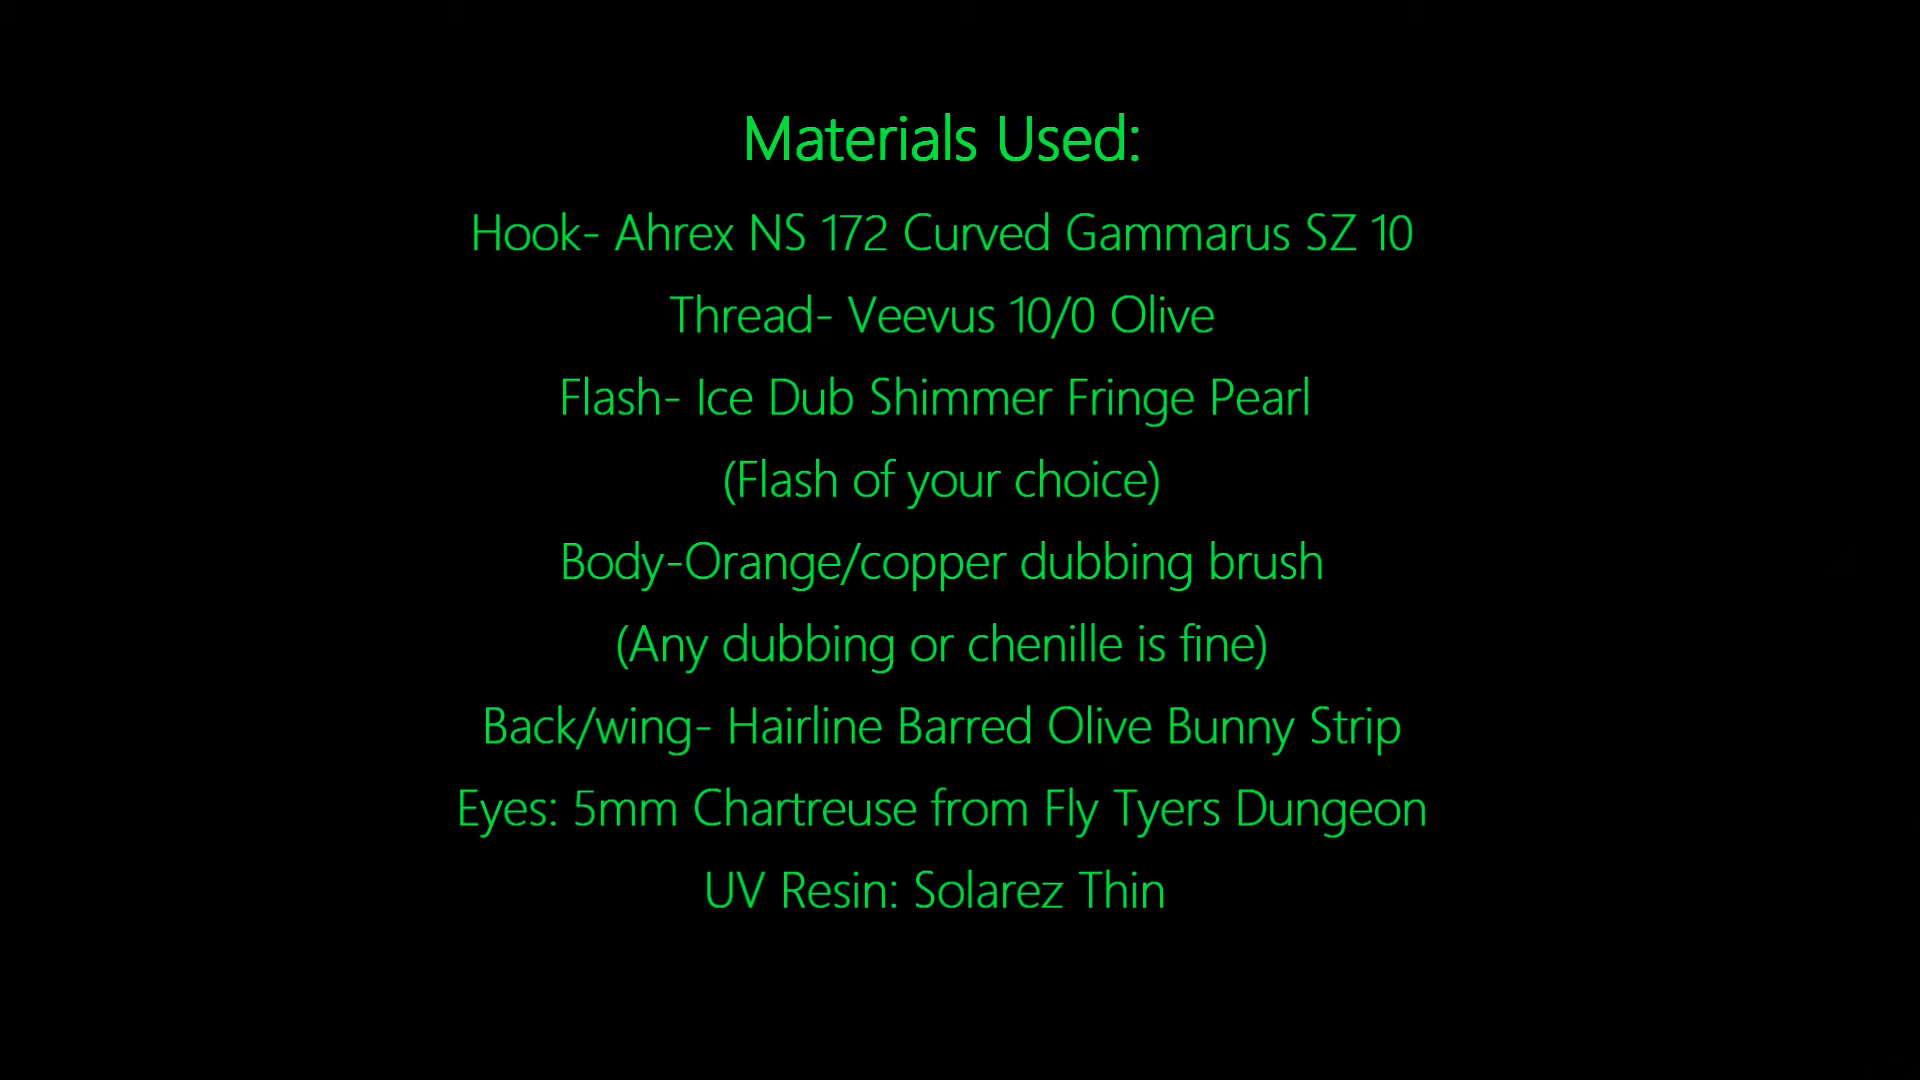 Materials Used:
Hook- Ahrex NS 172 Curved Gammarus SZ 10
Thread- Veevus 10/0 Olive
Flash- Ice Dub Shimmer Fringe Pearl
(Flash of your choice)
Body-Orange/copper dubbing brush
(Any dubbing or chenille is fine)
Back/wing- Hairline Barred Olive Bunny Strip
Eyes: 5mm Chartreuse from Fly Tyers Dungeon
UV Resin: Solarez Thin